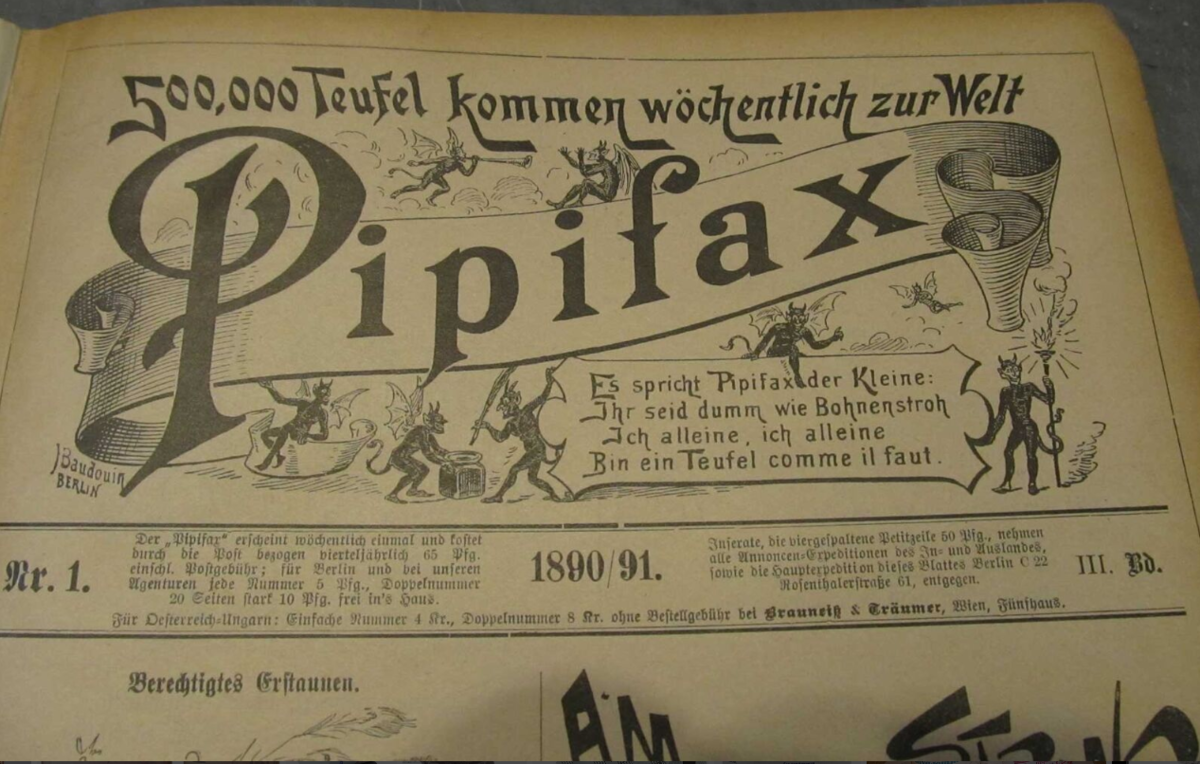 500,000 Teufel kommen wöchentlich zur Welt
Pipifax
Es spricht Pipifax der Kleine:
Ihr seid dumm wie Bohnenstroh
Ich alleine, ich alleine
Bin ein Teufel comme il faut.
J Baudouin
BERLIN
Nr. 1.
Der „Pipifax“ erscheint wöchentlich einmal und kostet
durch die Post bezogen vierteljährlich 65 Pfg.
einschl. Postgebühr; für Berlin und bei unseren
Agenturen jede Nummer 5 Pfg., Doppelnummer
20 Seiten stark 10 Pfg. frei in's Haus.
1890/91.
Inserate, die viergespaltene Petitzeile 50 Pfg., nehmen
alle Annoncen-Expeditionen des In- und Auslandes,
sowie die Hauptexpedition dieses Blattes Berlin C 22
Rosenthalerstraße 61, entgegen.
III. Bd.
Für Oesterreich-Ungarn: Einfache Nummer 4 Kr., Doppelnummer 8 Kr. ohne Bestellgebühr bei Brauneiß & Träumer, Wien, Fünfhaus.
Berechtigtes Erstaunen.
AM